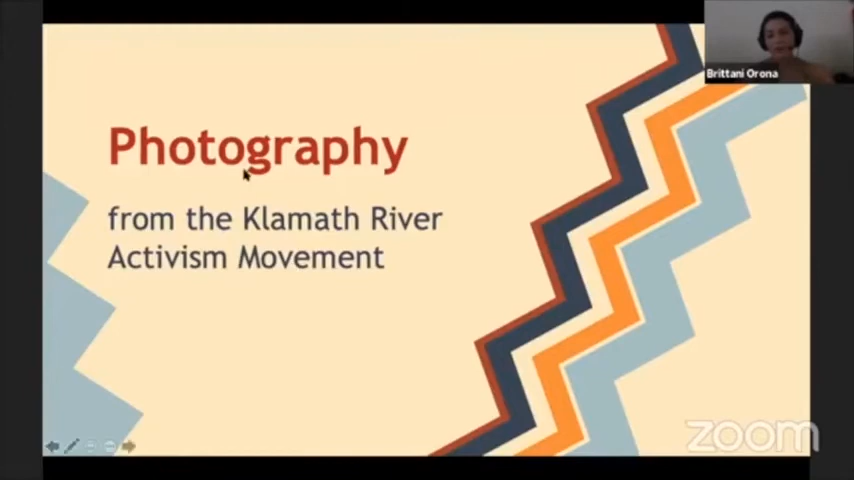 Brittani Orona
Photography
from the Klamath River
Activism Movement
zoom